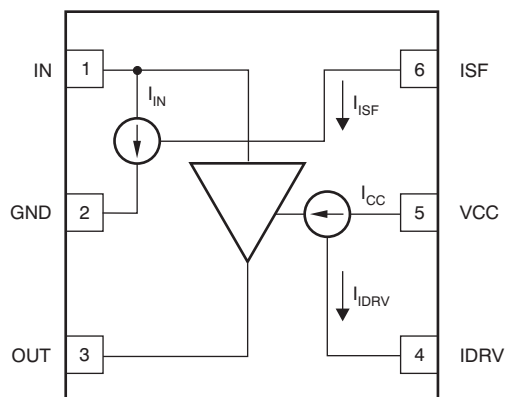 IN 1 6 ISF
I_IN I_ISF
GND 2 I_CC 5 VCC
I_IDRV
OUT 3 4 IDRV